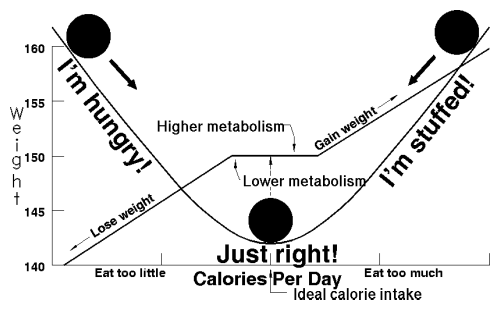 160
I'm hungry!
I'm stuffed!
155
Weight
Higher metabolism
Gain weight
150
Lower metabolism
Lose weight
145
Just right!
140
Eat too little
Eat too much
Calories Per Day
Ideal calorie intake